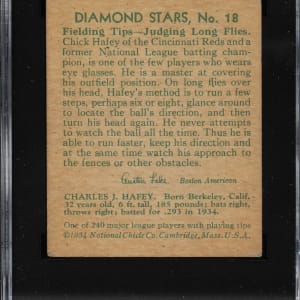 DIAMOND STARS, No. 18
Fielding Tips—Judging Long Flies.
Chick Hafey of the Cincinnati Reds and a
former National League batting cham-
pion, is one of the few players who wears
eye glasses. He is a master at covering
his outfield position. On long flies over
his head, Hafey's method is to run a few
steps, perhaps six or eight, glance around
to locate the ball's direction, and then
turn his head again. He never attempts
to watch the ball all the time. Thus he is
able to run faster, keep his direction and
at the same time watch his approach to
the fences or other obstacles.
Austin Lake Boston American
CHARLES J. HAFEY. Born Berkeley, Calif.
32 years old, 6 ft. tall, 185 pounds; bats right,
throws right; batted for .293 in 1934.
One of 240 major league players with playing tips
©1934 National Chicle Co. Cambridge, Mass. U.S.A.